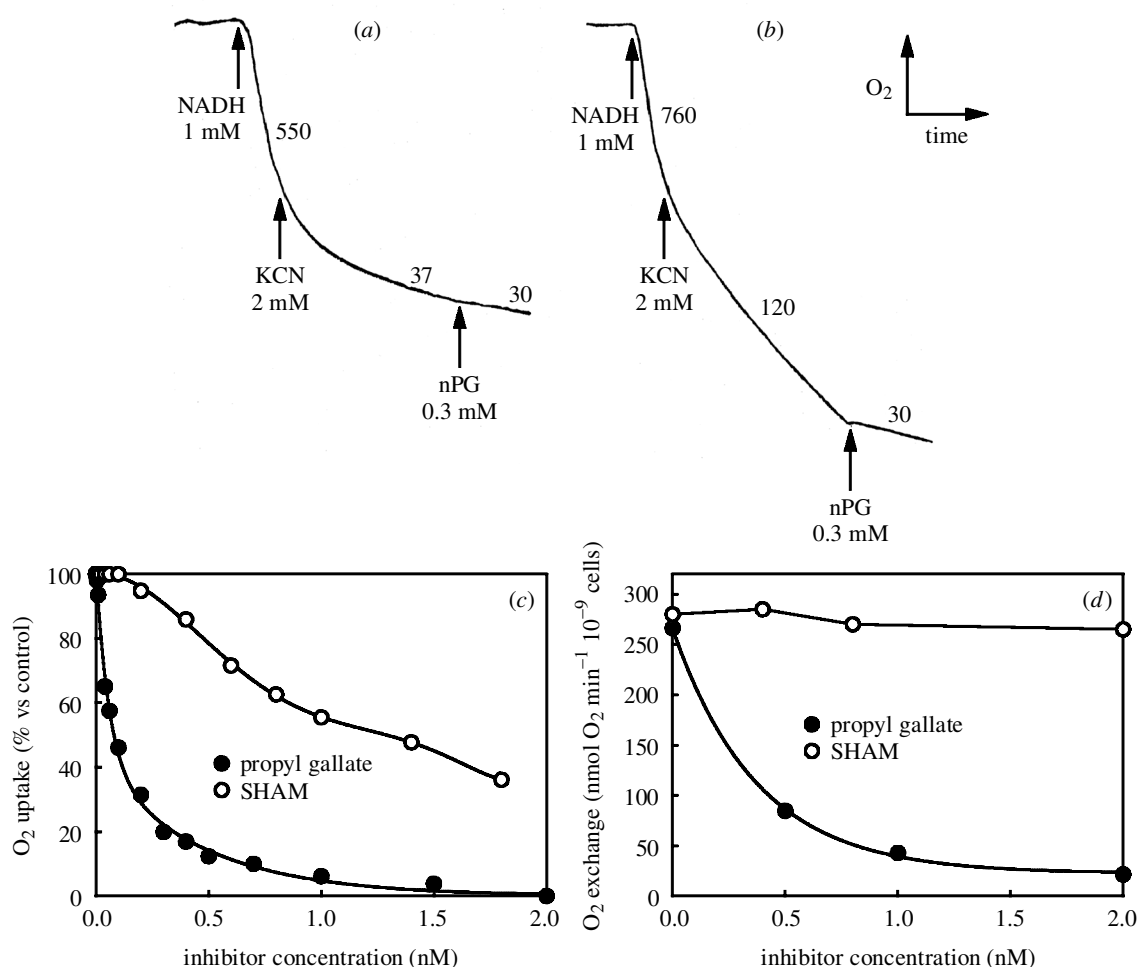 (a)
NADH
1 mM
550
KCN
2 mM
37
30
nPG
0.3 mM
(b)
NADH
1 mM
760
KCN
2 mM
120
30
nPG
0.3 mM
O₂
time
(c)
O₂ uptake (% vs control)
100
80
60
40
20
0
propyl gallate
SHAM
0.0 0.5 1.0 1.5 2.0
inhibitor concentration (nM)
(d)
O₂ exchange (nmol O₂ min⁻¹ 10⁻⁹ cells)
300
250
200
150
100
50
0
propyl gallate
SHAM
0.0 0.5 1.0 1.5 2.0
inhibitor concentration (nM)